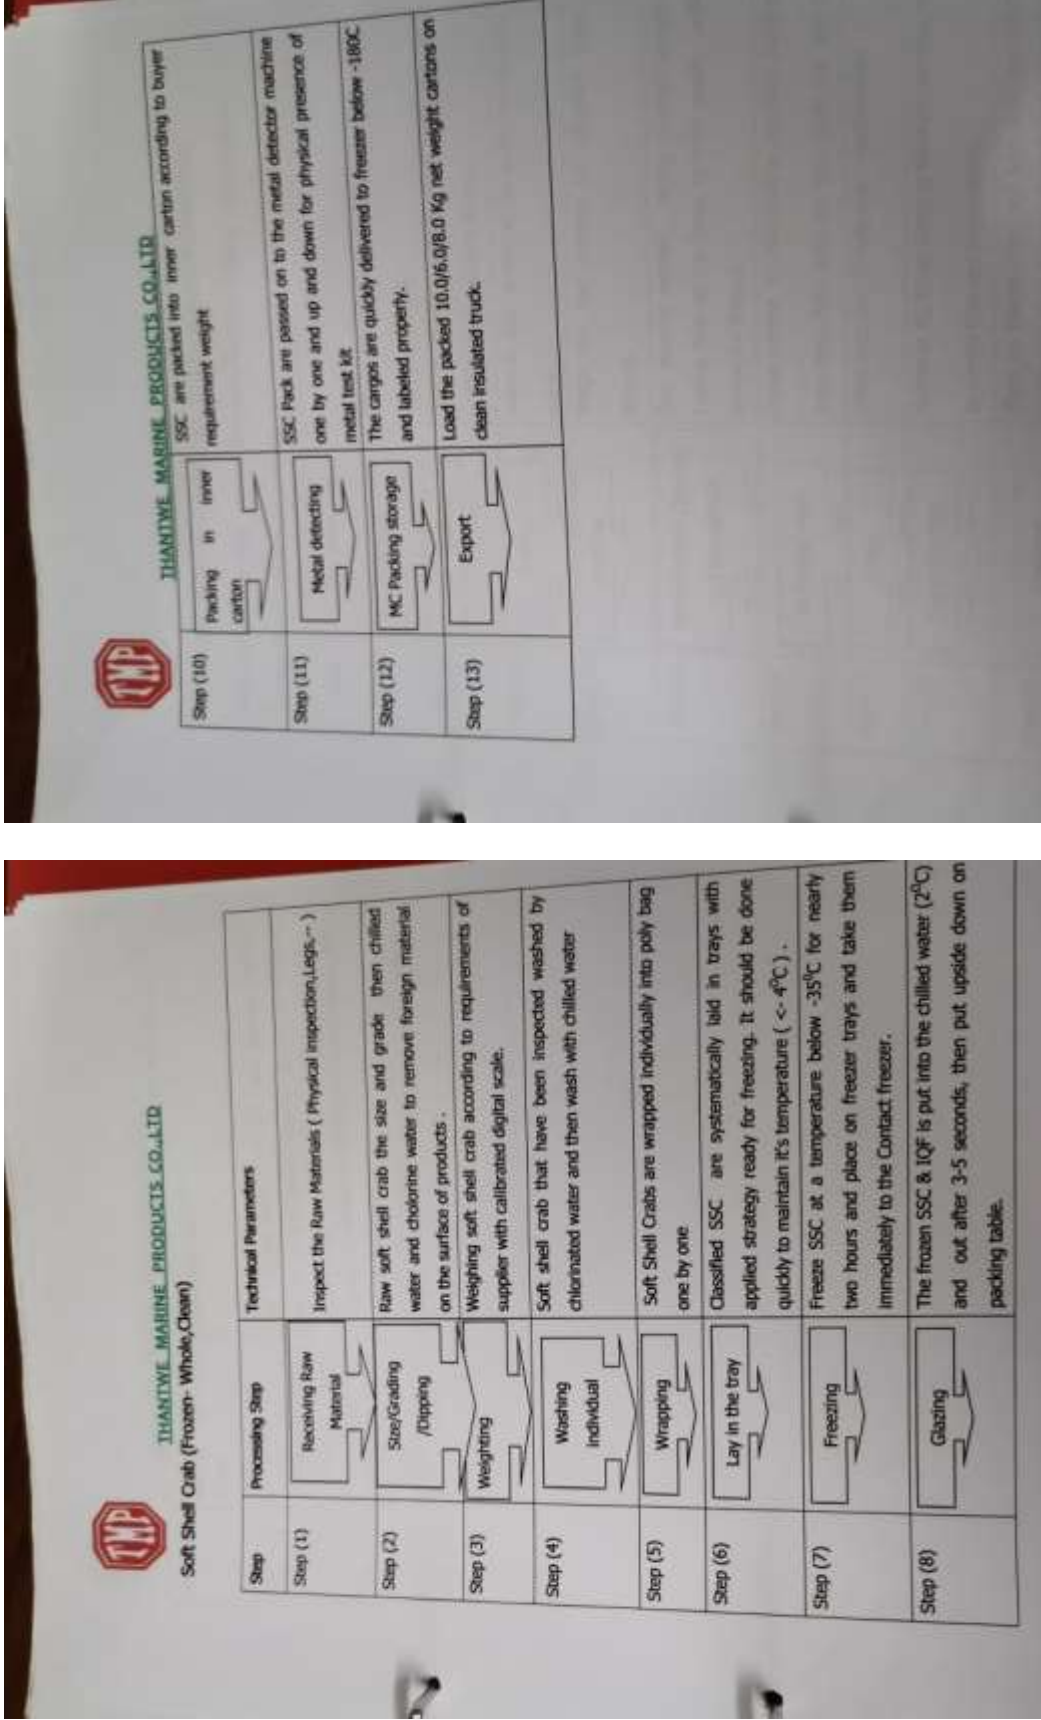 TMP
THANTWE MARINE PRODUCTS CO.,LTD
Step (10)
Packing in inner
carton
SSC are packed into inner carton according to buyer
requirement weight
Step (11)
Metal detecting
SSC Pack are passed on to the metal detector machine
one by one and up and down for physical presence of
metal test kit
Step (12)
MC Packing storage
The cargos are quickly delivered to freezer below -180C
and labeled properly.
Step (13)
Export
Load the packed 10.0/6.0/8.0 Kg net weight cartons on
clean insulated truck.
TMP
THANTWE MARINE PRODUCTS CO.,LTD
Soft Shell Crab (Frozen- Whole,Clean)
Step Processing Step Technical Parameters
Step (1)
Receiving Raw
Material
Inspect the Raw Materials ( Physical inspection,Legs,-- )
Step (2)
Size/Grading
/Dipping
Raw soft shell crab the size and grade then chilled
water and cholorine water to remove foreign material
on the surface of products .
Step (3)
Weighting
Weighing soft shell crab according to requirements of
supplier with calibrated digital scale.
Step (4)
Washing
individual
Soft shell crab that have been inspected washed by
chlorinated water and then wash with chilled water
Step (5)
Wrapping
Soft Shell Crabs are wrapped individually into poly bag
one by one
Step (6)
Lay in the tray
Classified SSC are systematically laid in trays with
applied strategy ready for freezing. It should be done
quickly to maintain it's temperature ( <- 4⁰C ) .
Step (7)
Freezing
Freeze SSC at a temperature below -35⁰C for nearly
two hours and place on freezer trays and take them
immediately to the Contact freezer.
Step (8)
Glazing
The frozen SSC & IQF is put into the chilled water (2⁰C)
and out after 3-5 seconds, then put upside down on
packing table.